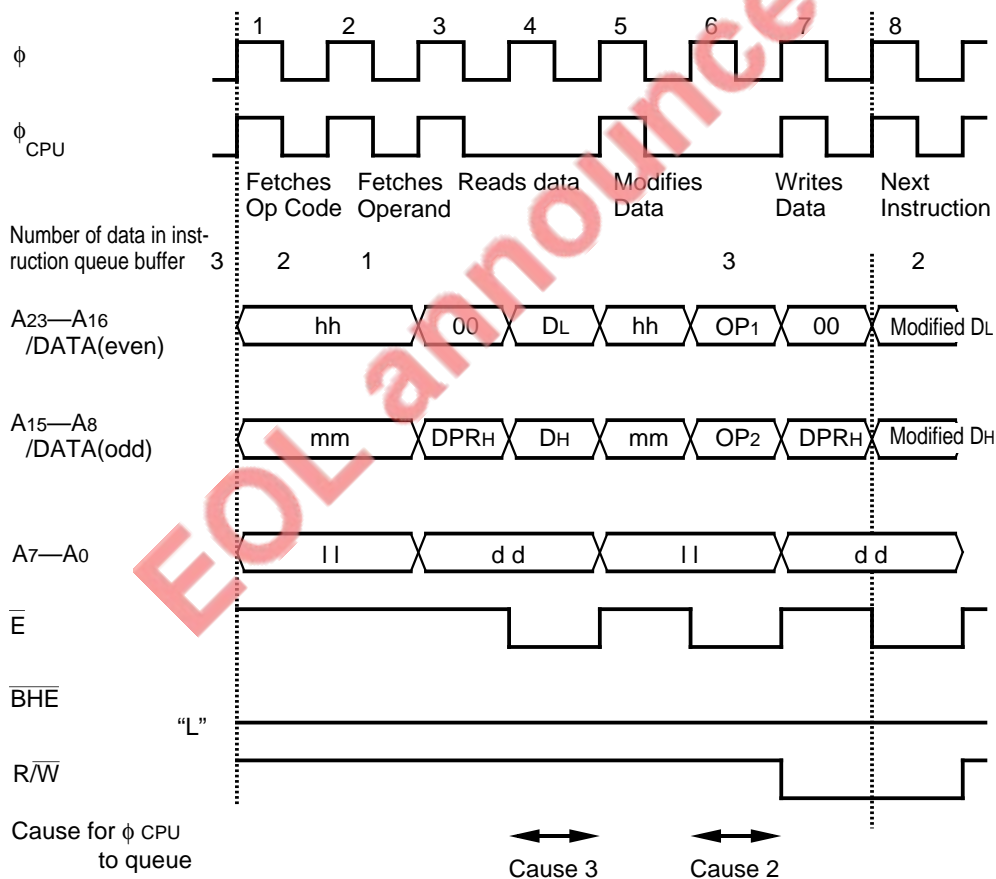 1 2 3 4 5 6 7 8
ϕ
ϕCPU
Fetches Op Code
Fetches Operand
Reads data
Modifies Data
Writes Data
Next Instruction
Number of data in inst-
ruction queue buffer 3 2 1 3 2
A23—A16
/DATA(even)
hh 00 DL hh OP1 00 Modified DL
A15—A8
/DATA(odd)
mm DPRH DH mm OP2 DPRH Modified DH
A7—A0
l l d d l l d d
E̅
B̅H̅E̅
“L”
R/W̅
Cause for ϕ CPU
to queue
Cause 3 Cause 2
EOL announce